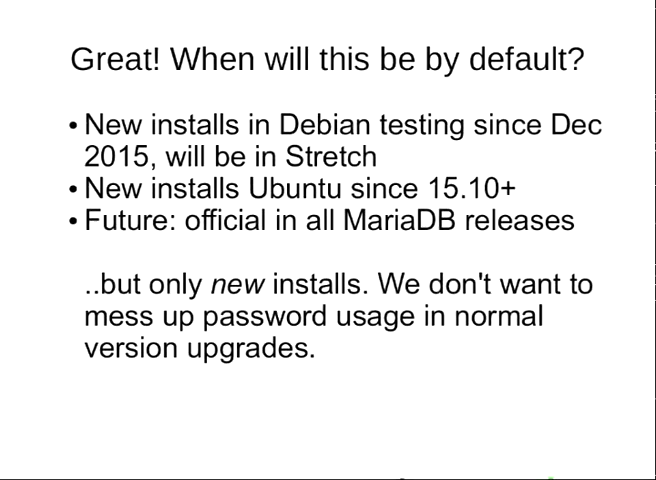 Great! When will this be by default?
• New installs in Debian testing since Dec
2015, will be in Stretch
• New installs Ubuntu since 15.10+
• Future: official in all MariaDB releases
..but only new installs. We don't want to
mess up password usage in normal
version upgrades.